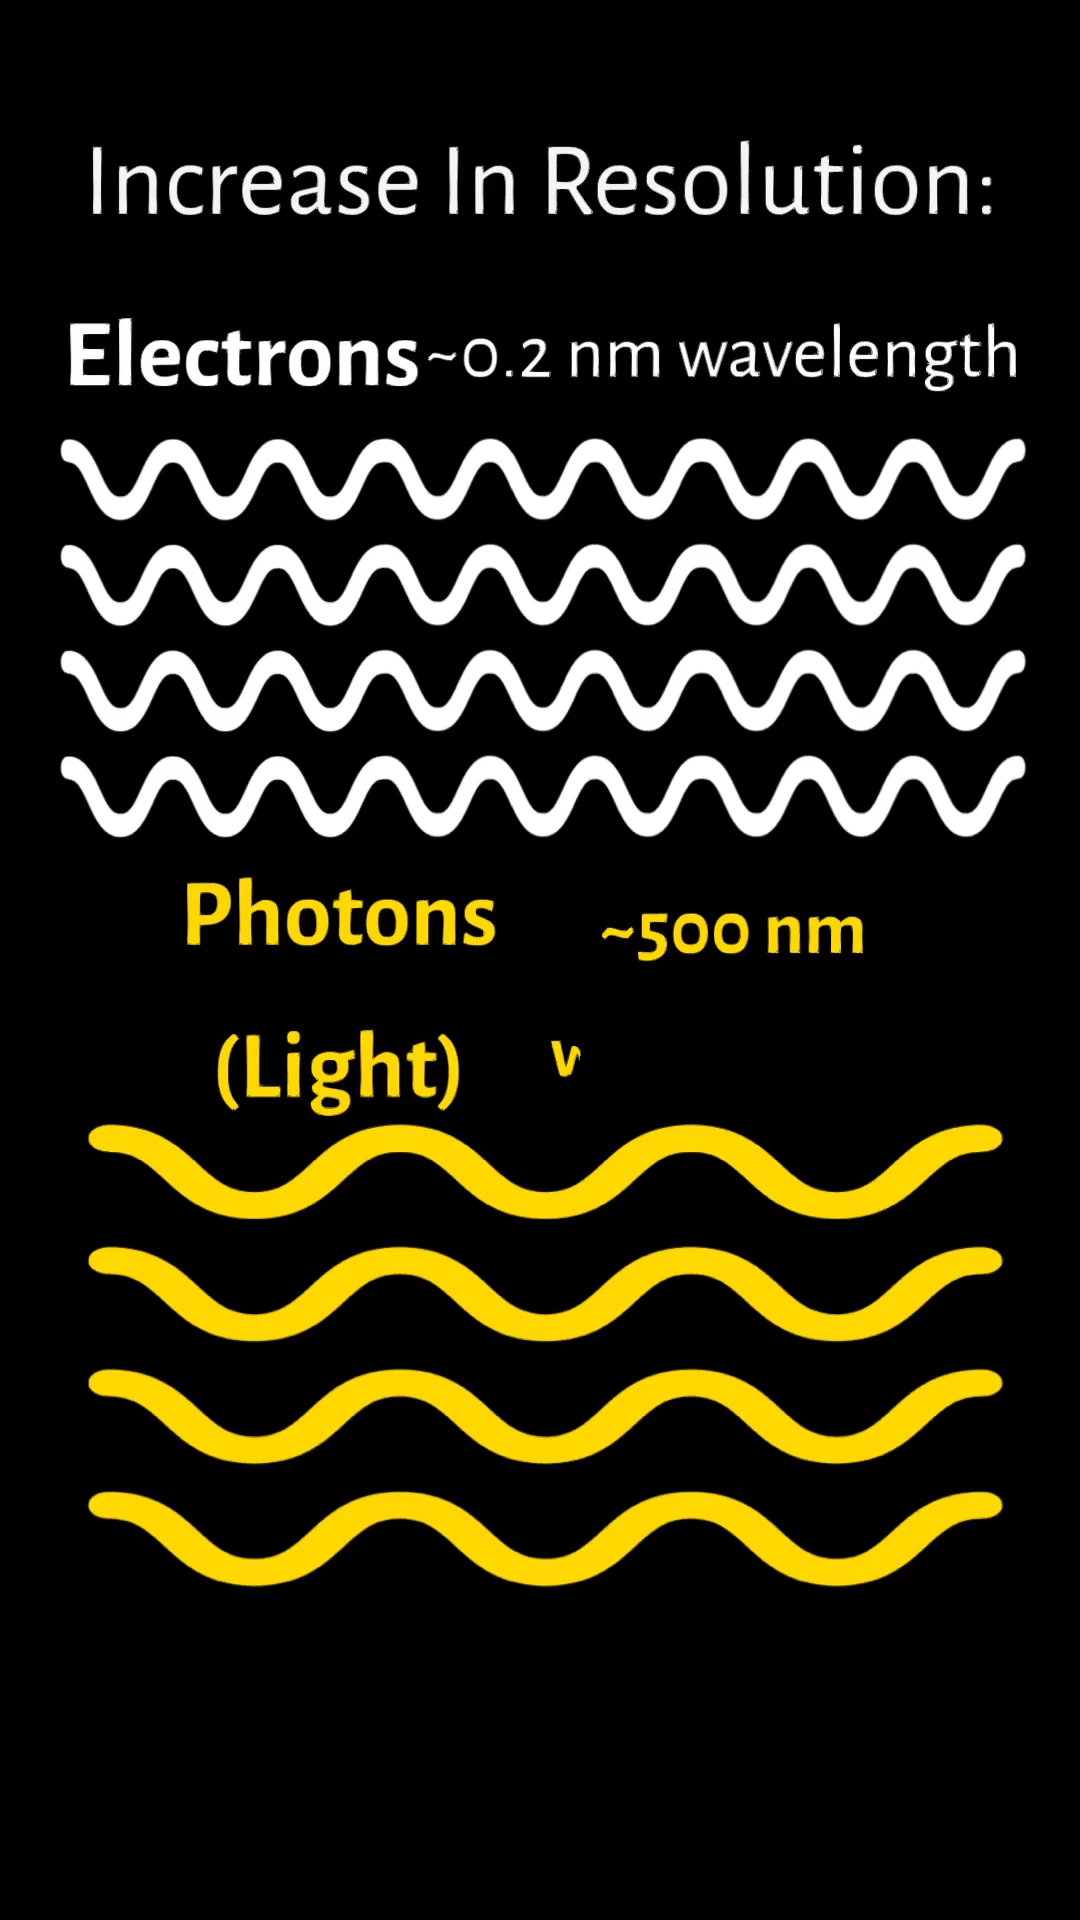 Increase In Resolution:
Electrons ~0.2 nm wavelength
Photons ~500 nm
(Light)